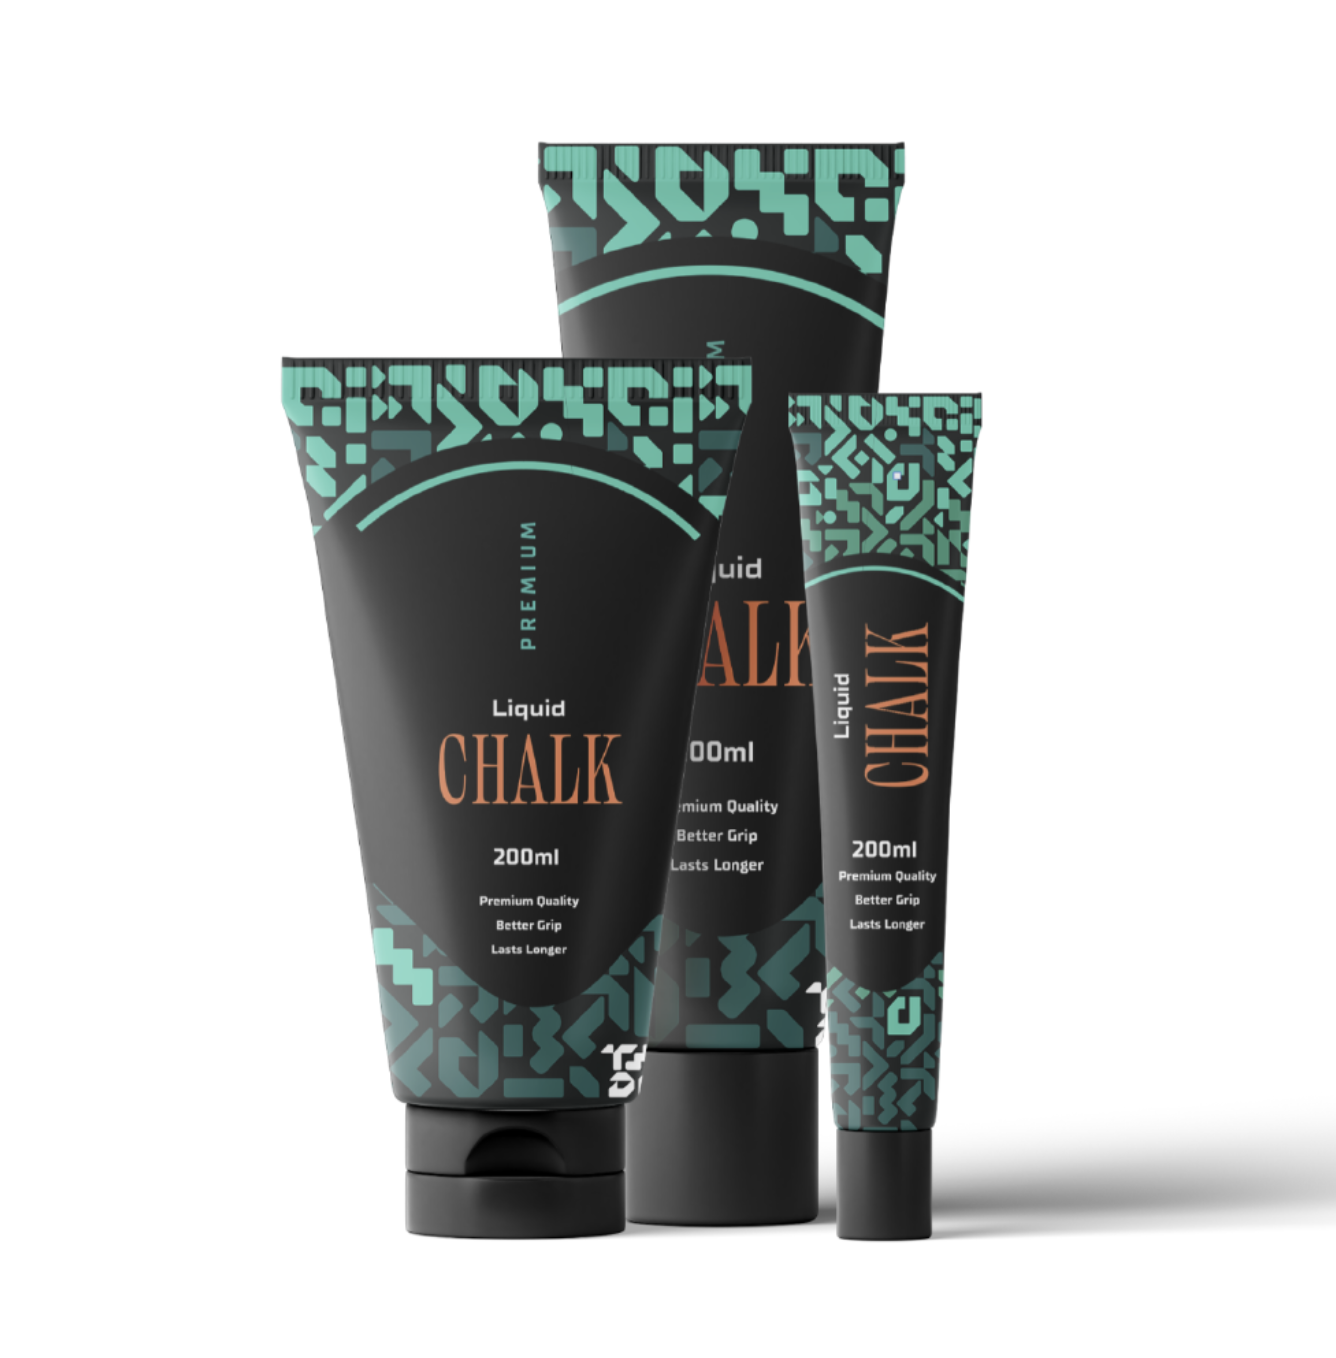 PREMIUM
Liquid
CHALK
200ml
Premium Quality
Better Grip
Lasts Longer
M
quid
ALK
00ml
emium Quality
Better Grip
Lasts Longer
Liquid
CHALK
200ml
Premium Quality
Better Grip
Lasts Longer